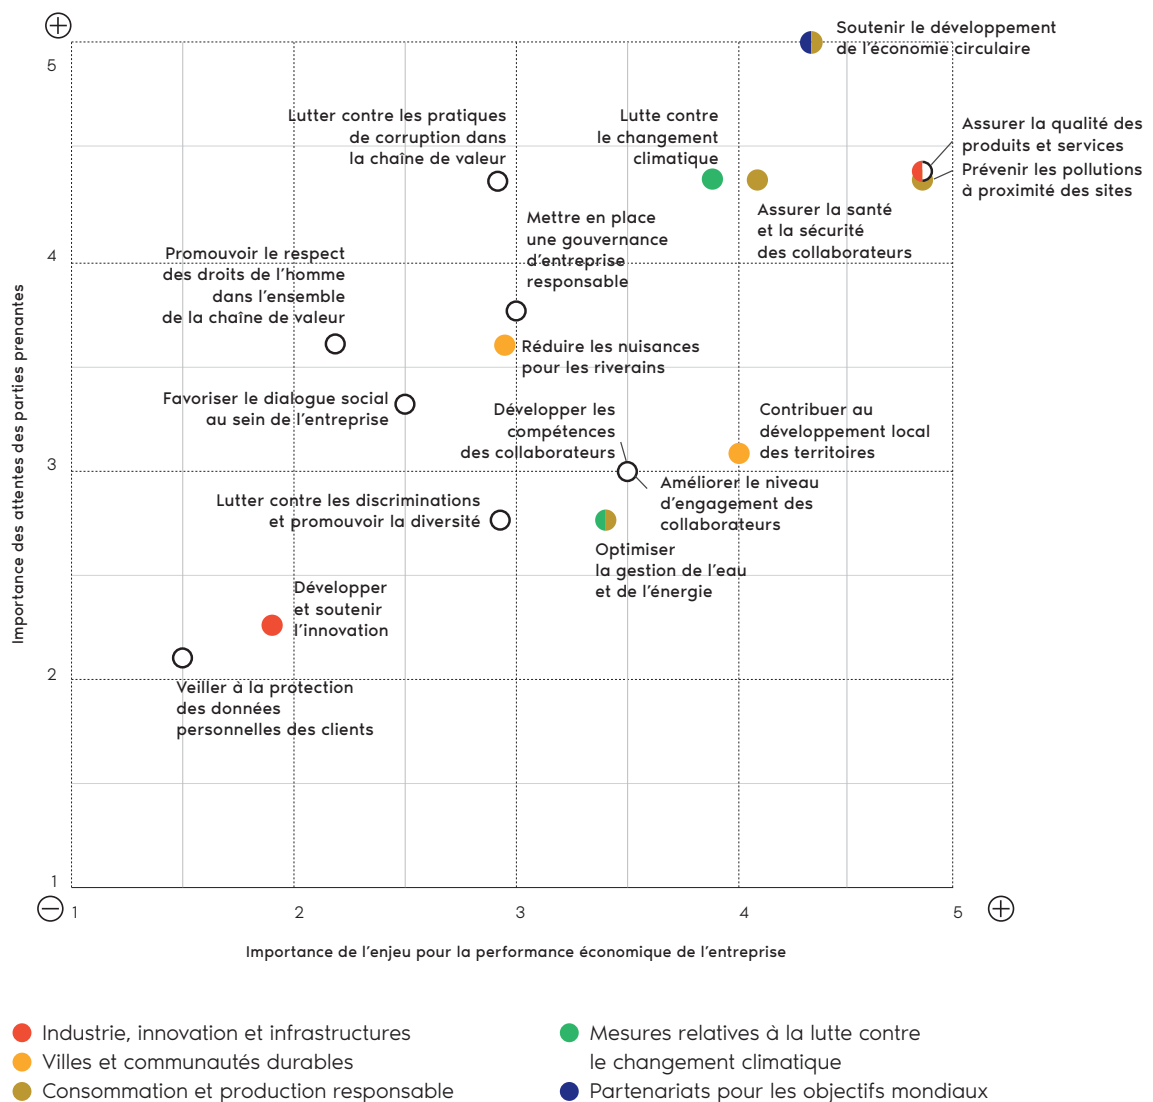 Soutenir le développement
de l'économie circulaire
5
Lutter contre les pratiques
de corruption dans
la chaîne de valeur
Lutte contre
le changement
climatique
Assurer la qualité des
produits et services
Prévenir les pollutions
à proximité des sites
Assurer la santé
et la sécurité
des collaborateurs
Mettre en place
une gouvernance
d'entreprise
responsable
4
Promouvoir le respect
des droits de l'homme
dans l'ensemble
de la chaîne de valeur
Réduire les nuisances
pour les riverains
Favoriser le dialogue social
au sein de l'entreprise
Développer les
compétences
des collaborateurs
Contribuer au
développement local
des territoires
3
Améliorer le niveau
d'engagement des
collaborateurs
Lutter contre les discriminations
et promouvoir la diversité
Optimiser
la gestion de l'eau
et de l'énergie
Développer
et soutenir
l'innovation
2
Veiller à la protection
des données
personnelles des clients
1
Importance des attentes des parties prenantes
1 2 3 4 5
Importance de l'enjeu pour la performance économique de l'entreprise
Industrie, innovation et infrastructures
Villes et communautés durables
Consommation et production responsable
Mesures relatives à la lutte contre
le changement climatique
Partenariats pour les objectifs mondiaux